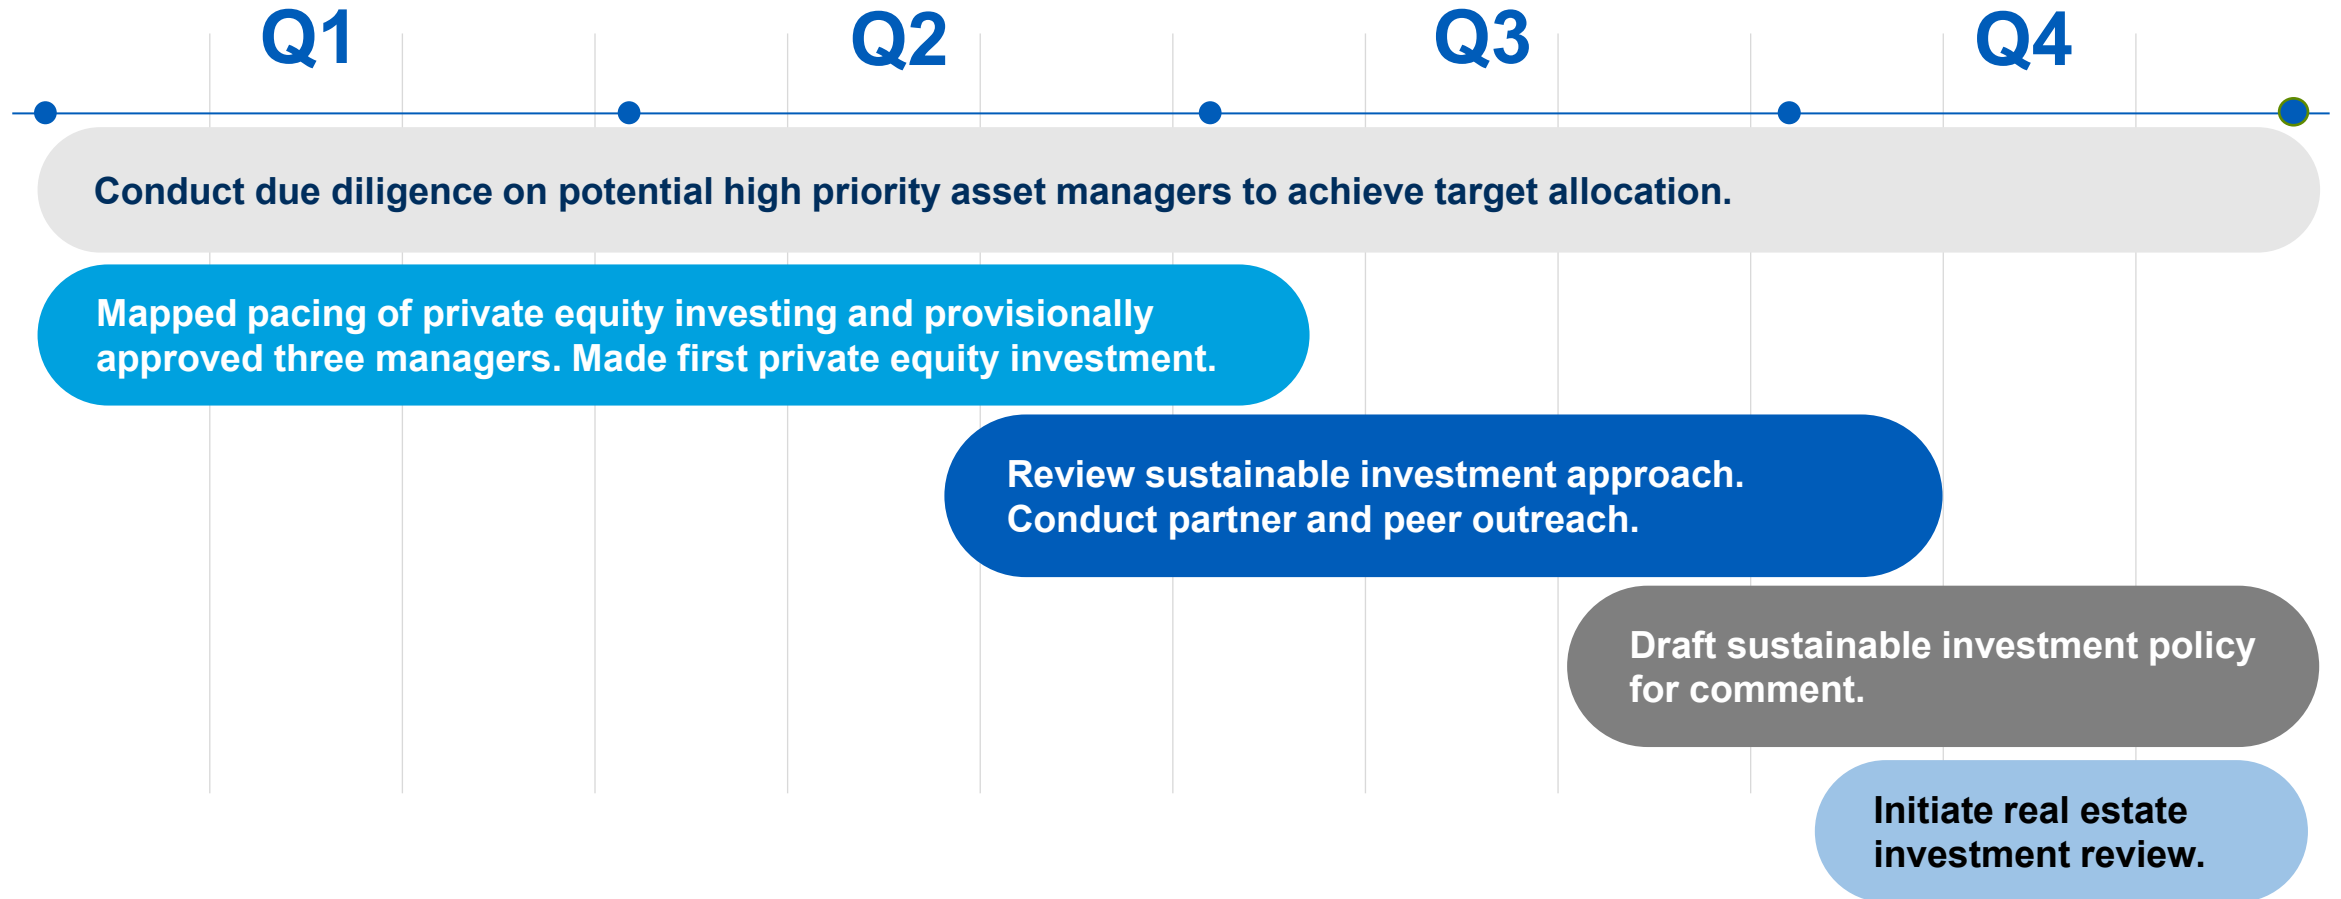 Q1
Q2
Q3
Q4
Conduct due diligence on potential high priority asset managers to achieve target allocation.
Mapped pacing of private equity investing and provisionally
approved three managers. Made first private equity investment.
Review sustainable investment approach.
Conduct partner and peer outreach.
Draft sustainable investment policy
for comment.
Initiate real estate
investment review.